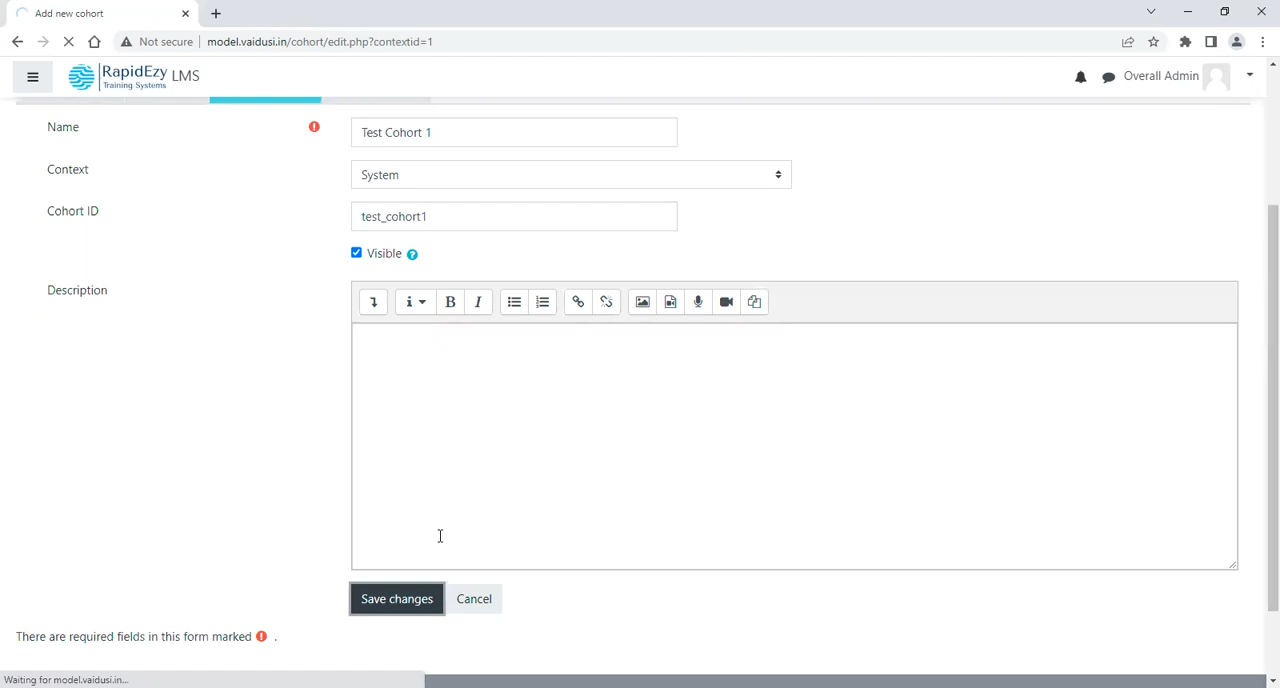 Add new cohort
Not secure model.vaidusi.in/cohort/edit.php?contextid=1
RapidEzy LMS
Training Systems
Overall Admin
Name
Test Cohort 1
Context
System
Cohort ID
test_cohort1
Visible
Description
B I
Save changes Cancel
There are required fields in this form marked .
Waiting for model.vaidusi.in...